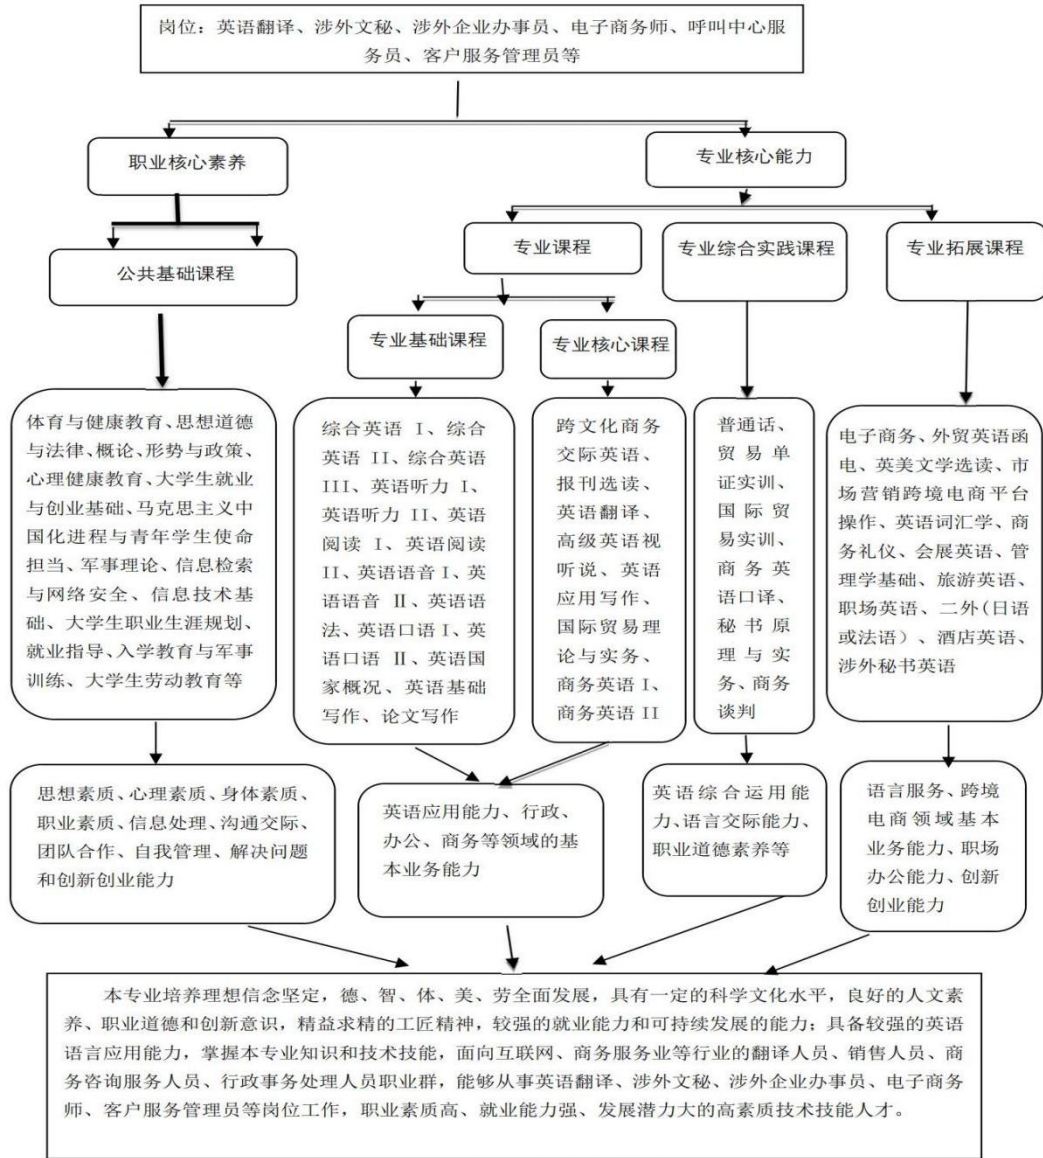 岗位：英语翻译、涉外文秘、涉外企业办事员、电子商务师、呼叫中心服
务员、客户服务管理员等
职业核心素养
专业核心能力
公共基础课程
专业课程
专业综合实践课程
专业拓展课程
专业基础课程
专业核心课程
体育与健康教育、思想道德
与法律、概论、形势与政策、
心理健康教育、大学生就业
与创业基础、马克思主义中
国化进程与青年学生使命
担当、军事理论、信息检索
与网络安全、信息技术基
础、大学生职业生涯规划、
就业指导、入学教育与军事
训练、大学生劳动教育等
综合英语 I、综合
英语 II、综合英语
III、英语听力 I、
英语听力 II、英语
阅读 I、英语阅读
II、英语语音 I、英
语语音 Ⅱ、英语语
法、英语口语 I、英
语口语 Ⅱ、英语国
家概况、英语基础
写作、论文写作
跨文化商务
交际英语、
报刊选读、
英语翻译、
高级英语视
听说、英语
应用写作、
国际贸易理
论与实务、
商务英语 I、
商务英语 II
普通话、
贸易单
证实训、
国际贸
易实训、
商务英
语口译、
秘书原
理与实
务、商务
谈判
电子商务、外贸英语函
电、英美文学选读、市
场营销跨境电商平台
操作、英语词汇学、商
务礼仪、会展英语、管
理学基础、旅游英语、
职场英语、二外(日语
或法语）、酒店英语、
涉外秘书英语
思想素质、心理素质、身体素质、
职业素质、信息处理、沟通交际、
团队合作、自我管理、解决问题
和创新创业能力
英语应用能力、行政、
办公、商务等领域的基
本业务能力
英语综合运用能
力、语言交际能力、
职业道德素养等
语言服务、跨境
电商领域基本
业务能力、职场
办公能力、创新
创业能力
本专业培养理想信念坚定，德、智、体、美、劳全面发展，具有一定的科学文化水平，良好的人文素
养、职业道德和创新意识，精益求精的工匠精神，较强的就业能力和可持续发展的能力；具备较强的英语
语言应用能力，掌握本专业知识和技术技能，面向互联网、商务服务业等行业的翻译人员、销售人员、商
务咨询服务人员、行政事务处理人员职业群，能够从事英语翻译、涉外文秘、涉外企业办事员、电子商务
师、客户服务管理员等岗位工作，职业素质高、就业能力强、发展潜力大的高素质技术技能人才。